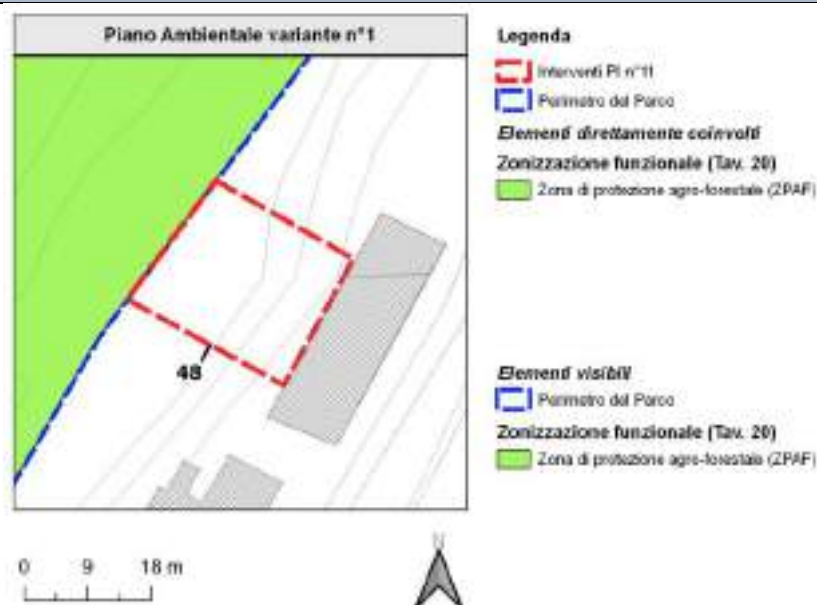 Piano Ambientale variante n°1
48
0 9 18 m
N
Legenda
Interventi PI n°11
Perimetro del Parco
Elementi direttamente coinvolti
Zonizzazione funzionale (Tav. 20)
Zona di protezione agro-forestale (ZPAF)
Elementi visibili
Perimetro del Parco
Zonizzazione funzionale (Tav. 20)
Zona di protezione agro-forestale (ZPAF)